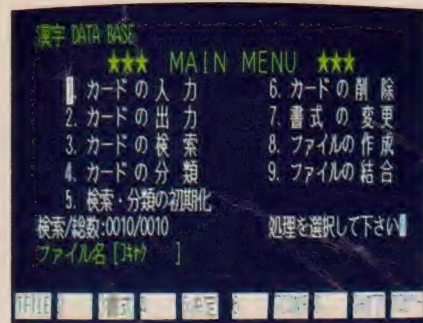 漢字 DATA BASE
★★★ MAIN MENU ★★★
1. カードの入力 6. カードの削除
2. カードの出力 7. 書式の変更
3. カードの検索 8. ファイルの作成
4. カードの分類 9. ファイルの結合
5. 検索・分類の初期化
検索/総数:0010/0010 処理を選択して下さい
ファイル名 [ｺｷｬｸ ]